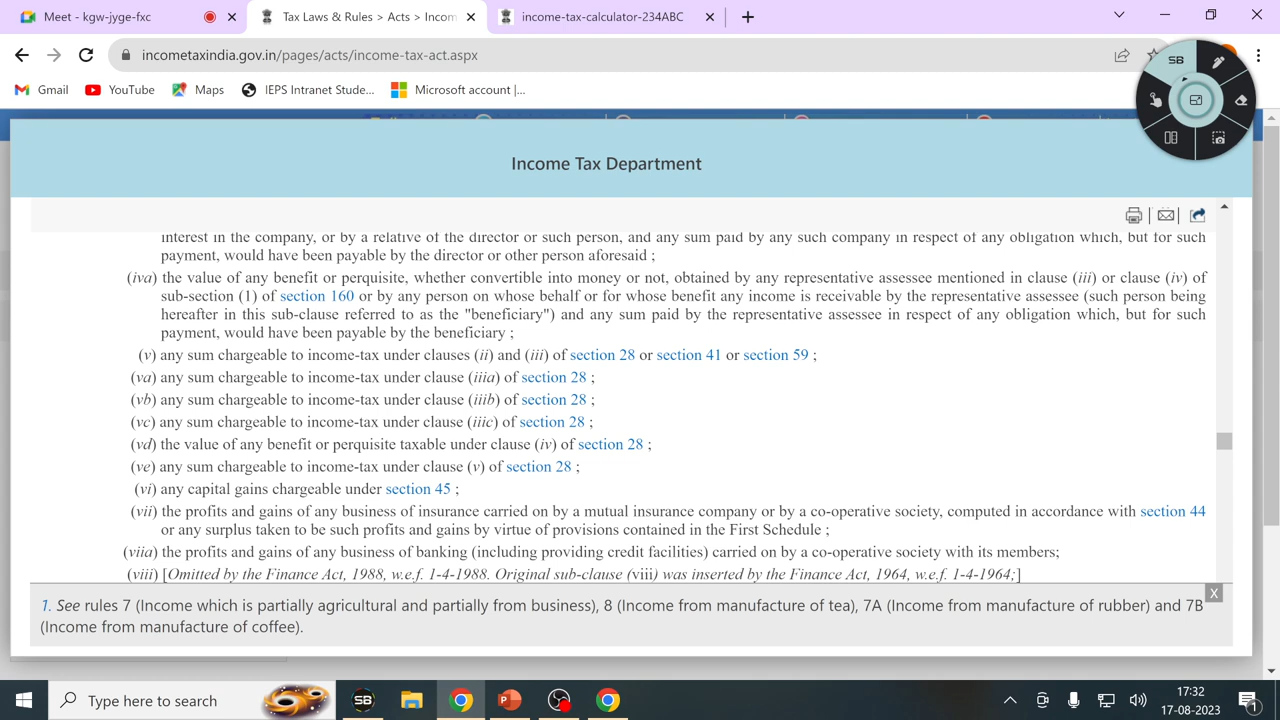 Meet - kgw-jyge-fxc
Tax Laws & Rules > Acts > Incom
income-tax-calculator-234ABC
incometaxindia.gov.in/pages/acts/income-tax-act.aspx
SB
Gmail
YouTube
Maps
IEPS Intranet Stude...
Microsoft account |...
Income Tax Department
interest in the company, or by a relative of the director or such person, and any sum paid by any such company in respect of any obligation which, but for such
payment, would have been payable by the director or other person aforesaid ;
(iva) the value of any benefit or perquisite, whether convertible into money or not, obtained by any representative assessee mentioned in clause (iii) or clause (iv) of
sub-section (1) of section 160 or by any person on whose behalf or for whose benefit any income is receivable by the representative assessee (such person being
hereafter in this sub-clause referred to as the "beneficiary") and any sum paid by the representative assessee in respect of any obligation which, but for such
payment, would have been payable by the beneficiary ;
(v) any sum chargeable to income-tax under clauses (ii) and (iii) of section 28 or section 41 or section 59 ;
(va) any sum chargeable to income-tax under clause (iiia) of section 28 ;
(vb) any sum chargeable to income-tax under clause (iiib) of section 28 ;
(vc) any sum chargeable to income-tax under clause (iiic) of section 28 ;
(vd) the value of any benefit or perquisite taxable under clause (iv) of section 28 ;
(ve) any sum chargeable to income-tax under clause (v) of section 28 ;
(vi) any capital gains chargeable under section 45 ;
(vii) the profits and gains of any business of insurance carried on by a mutual insurance company or by a co-operative society, computed in accordance with section 44
or any surplus taken to be such profits and gains by virtue of provisions contained in the First Schedule ;
(viia) the profits and gains of any business of banking (including providing credit facilities) carried on by a co-operative society with its members;
(viii) [Omitted by the Finance Act, 1988, w.e.f. 1-4-1988. Original sub-clause (viii) was inserted by the Finance Act, 1964, w.e.f. 1-4-1964;]
X
1. See rules 7 (Income which is partially agricultural and partially from business), 8 (Income from manufacture of tea), 7A (Income from manufacture of rubber) and 7B
(Income from manufacture of coffee).
Type here to search
SB
17:32
17-08-2023
1